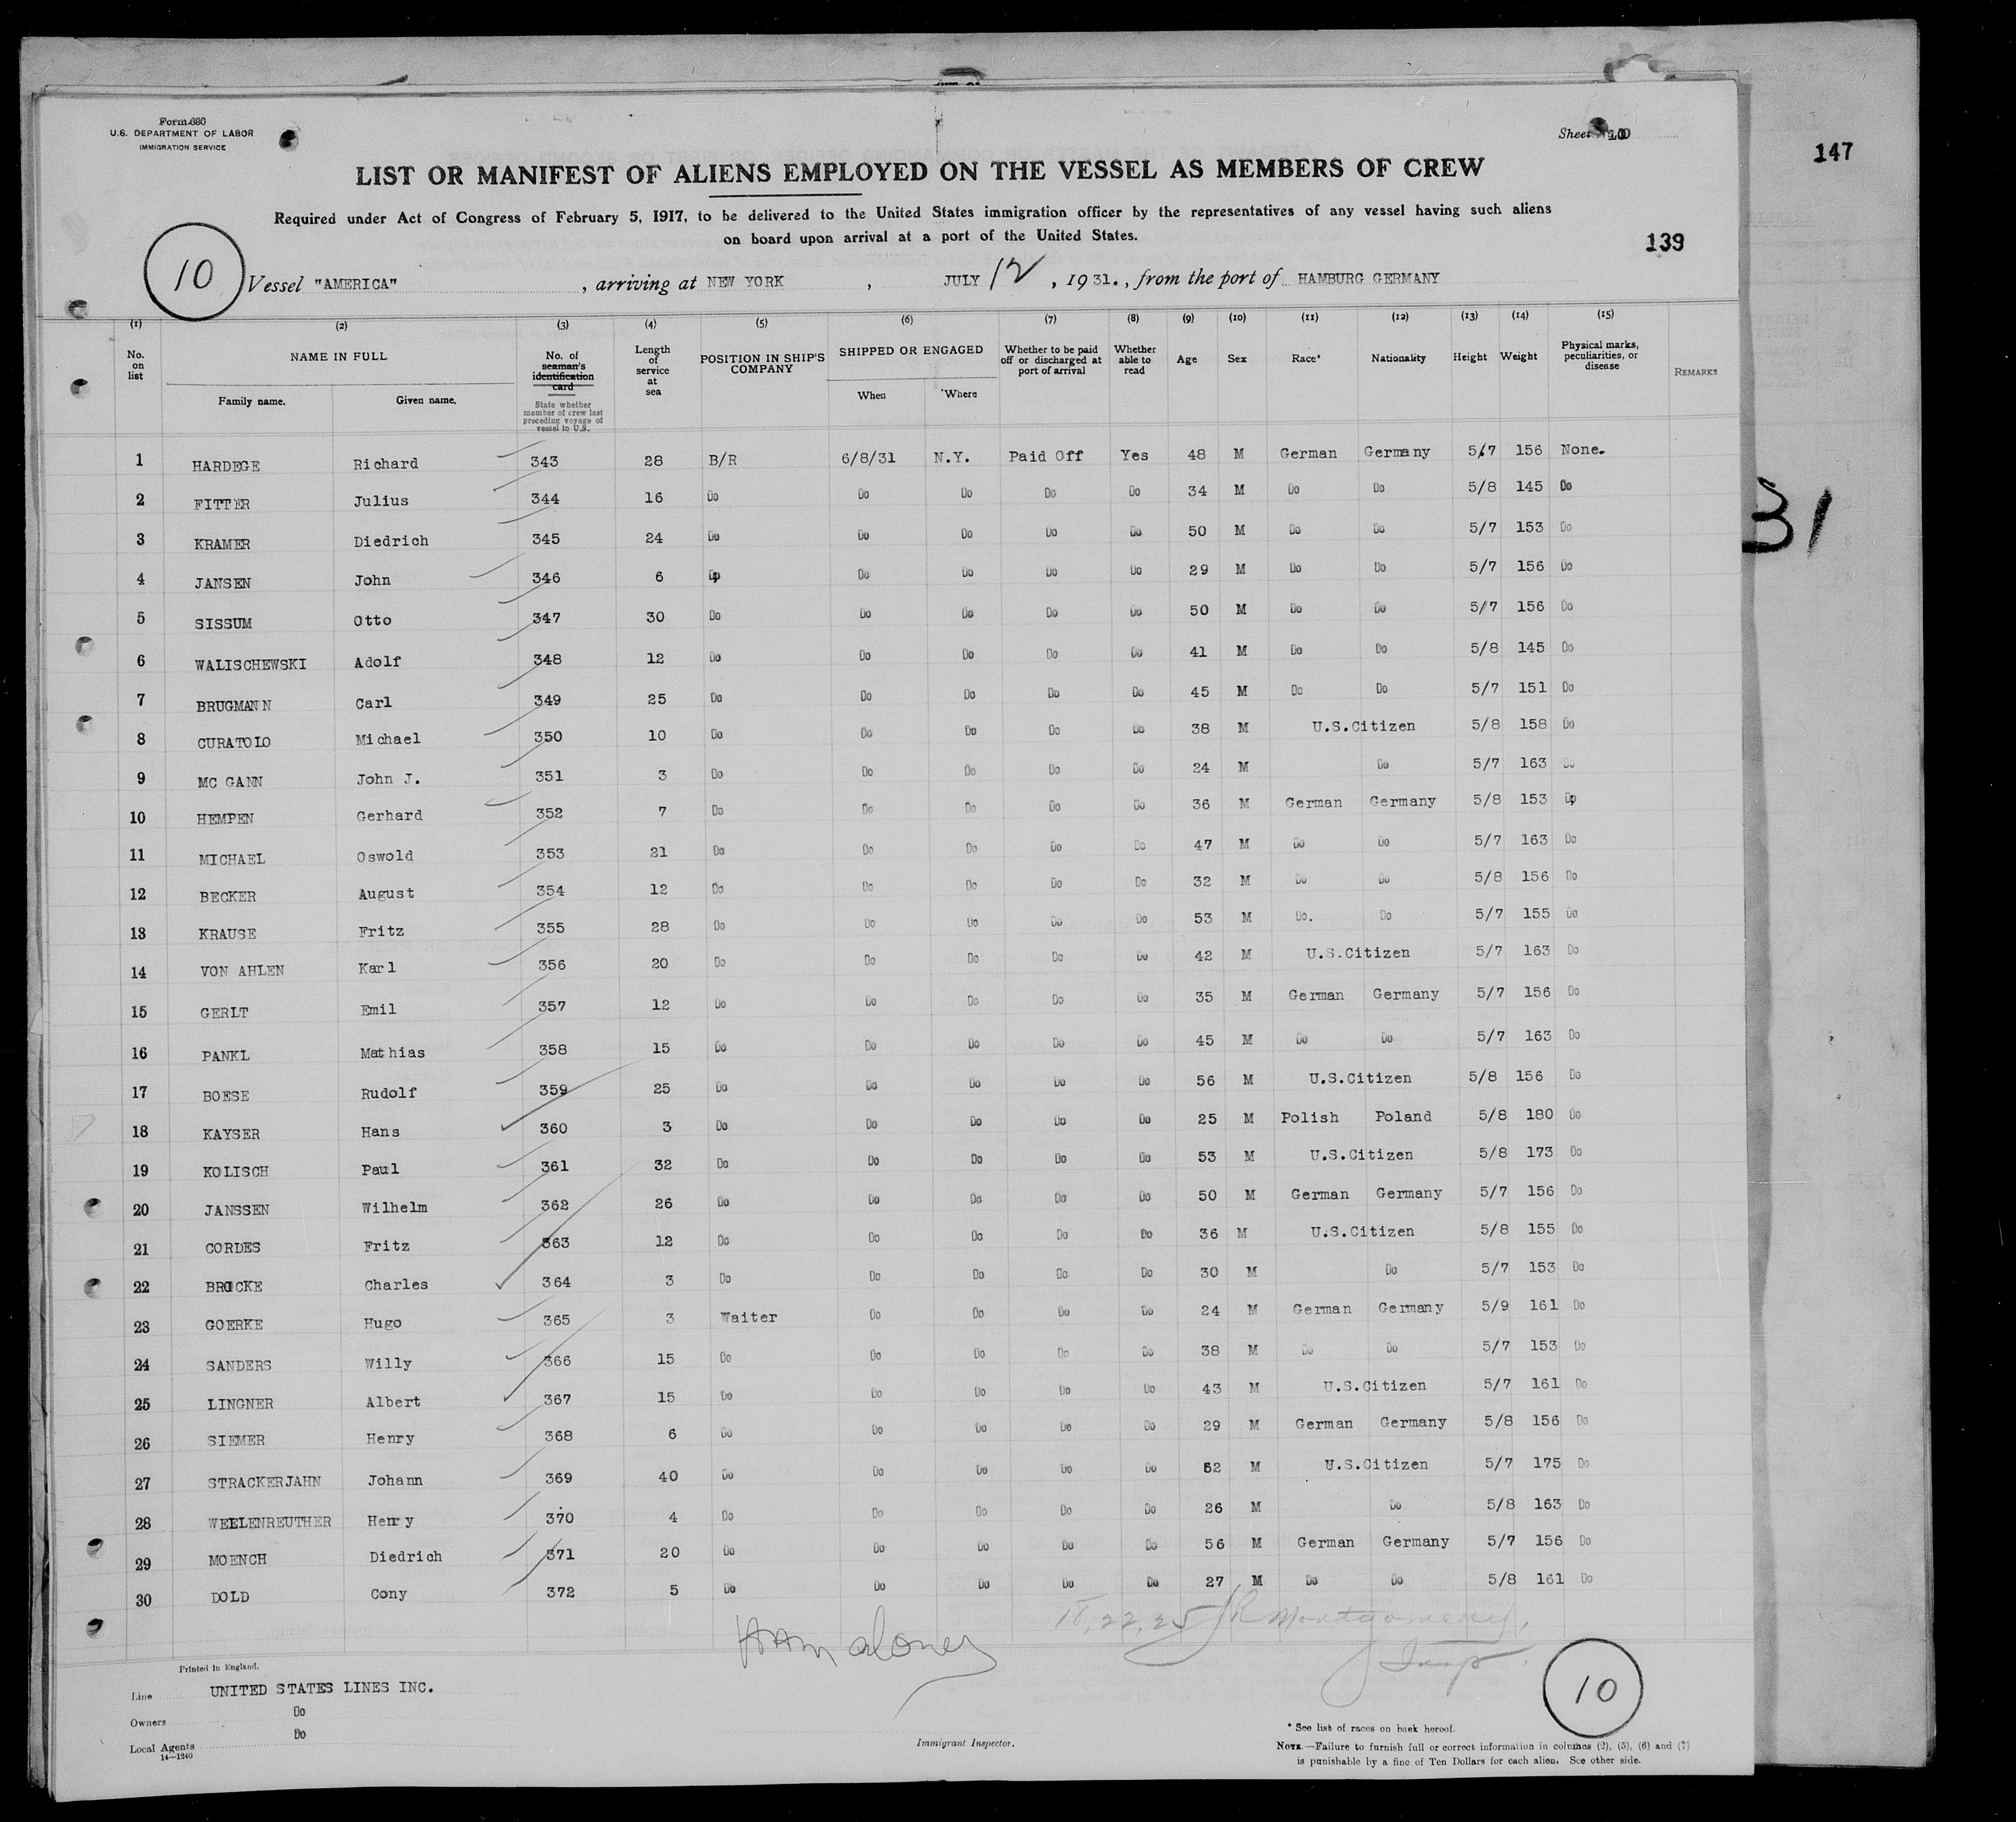 Form 680
U.S. DEPARTMENT OF LABOR
IMMIGRATION SERVICE
Sheet
147
LIST OR MANIFEST OF ALIENS EMPLOYED ON THE VESSEL AS MEMBERS OF CREW
Required under Act of Congress of February 5, 1917, to be delivered to the United States immigration officer by the representatives of any vessel having such aliens
on board upon arrival at a port of the United States.
139
10 Vessel "AMERICA" , arriving at NEW YORK , JULY 12 , 1931. , from the port of HAMBURG GERMANY
(1) (2) (3) (4) (5) (6) (7) (8) (9) (10) (11) (12) (13) (14) (15)
No. on list NAME IN FULL Family name. Given name. No. of seaman's identification card State whether member of crew last preceding voyage of vessel to U.S. Length of service at sea POSITION IN SHIP'S COMPANY SHIPPED OR ENGAGED When *Where Whether to be paid off or discharged at port of arrival Whether able to read Age Sex Race* Nationality Height Weight Physical marks, peculiarities, or disease REMARKS
1 HARDEGE Richard 343 28 B/R 6/8/31 N.Y. Paid Off Yes 48 M German Germany 5/7 156 None.
2 FITTER Julius 344 16 Do Do Do Do Do 34 M Do Do 5/8 145 Do
3 KRAMER Diedrich 345 24 Do Do Do Do Do 50 M Do Do 5/7 153 Do
31
4 JANSEN John 346 6 Do Do Do Do Do 29 M Do Do 5/7 156 Do
5 SISSUM Otto 347 30 Do Do Do Do Do 50 M Do Do 5/7 156 Do
6 WALISCHEWSKI Adolf 348 12 Do Do Do Do Do 41 M Do Do 5/8 145 Do
7 BRUGMANN Carl 349 25 Do Do Do Do Do 45 M Do Do 5/7 151 Do
8 CURATOLO Michael 350 10 Do Do Do Do Do 38 M U.S.Citizen 5/8 158 Do
9 MC GANN John J. 351 3 Do Do Do Do Do 24 M Do 5/7 163 Do
10 HEMPEN Gerhard 352 7 Do Do Do Do Do 36 M German Germany 5/8 153 Do
11 MICHAEL Oswold 353 21 Do Do Do Do Do 47 M Do Do 5/7 163 Do
12 BECKER August 354 12 Do Do Do Do Do 32 M Do Do 5/8 156 Do
13 KRAUSE Fritz 355 28 Do Do Do Do Do 53 M Do. Do 5/7 155 Do
14 VON AHLEN Karl 356 20 Do Do Do Do Do 42 M U.S.Citizen 5/7 163 Do
15 GERLT Emil 357 12 Do Do Do Do Do 35 M German Germany 5/7 156 Do
16 PANKL Mathias 358 15 Do Do Do Do Do 45 M Do Do 5/7 163 Do
17 BOESE Rudolf 359 25 Do Do Do Do Do 56 M U.S.Citizen 5/8 156 Do
18 KAYSER Hans 360 3 Do Do Do Do Do 25 M Polish Poland 5/8 180 Do
19 KOLISCH Paul 361 32 Do Do Do Do Do 53 M U.S.Citizen 5/8 173 Do
20 JANSSEN Wilhelm 362 26 Do Do Do Do Do 50 M German Germany 5/7 156 Do
21 CORDES Fritz 363 12 Do Do Do Do Do 36 M U.S.Citizen 5/8 155 Do
22 BROCKE Charles 364 3 Do Do Do Do Do 30 M Do 5/7 153 Do
23 GOERKE Hugo 365 3 Waiter Do Do Do Do 24 M German Germany 5/9 161 Do
24 SANDERS Willy 366 15 Do Do Do Do Do 38 M Do Do 5/7 153 Do
25 LINGNER Albert 367 15 Do Do Do Do Do 43 M U.S.Citizen 5/7 161 Do
26 SIEMER Henry 368 6 Do Do Do Do Do 29 M German Germany 5/8 156 Do
27 STRACKERJAHN Johann 369 40 Do Do Do Do Do 52 M U.S.Citizen 5/7 175 Do
28 WELLENREUTHER Henry 370 4 Do Do Do Do Do 26 M Do 5/8 163 Do
29 MOENCH Diedrich 371 20 Do Do Do Do Do 56 M German Germany 5/7 156 Do
30 DOLD Cony 372 5 Do Do Do Do Do 27 M Do Do 5/8 161 Do
18, 22, 25 JR Montgomery,
Insp.
HAMaloney
10
Printed in England.
Line UNITED STATES LINES INC.
Owners Do
Local Agents Do
14—1240
Immigrant Inspector.
* See list of races on back hereof.
NOTE.—Failure to furnish full or correct information in columns (2), (5), (6) and (7)
is punishable by a fine of Ten Dollars for each alien. See other side.